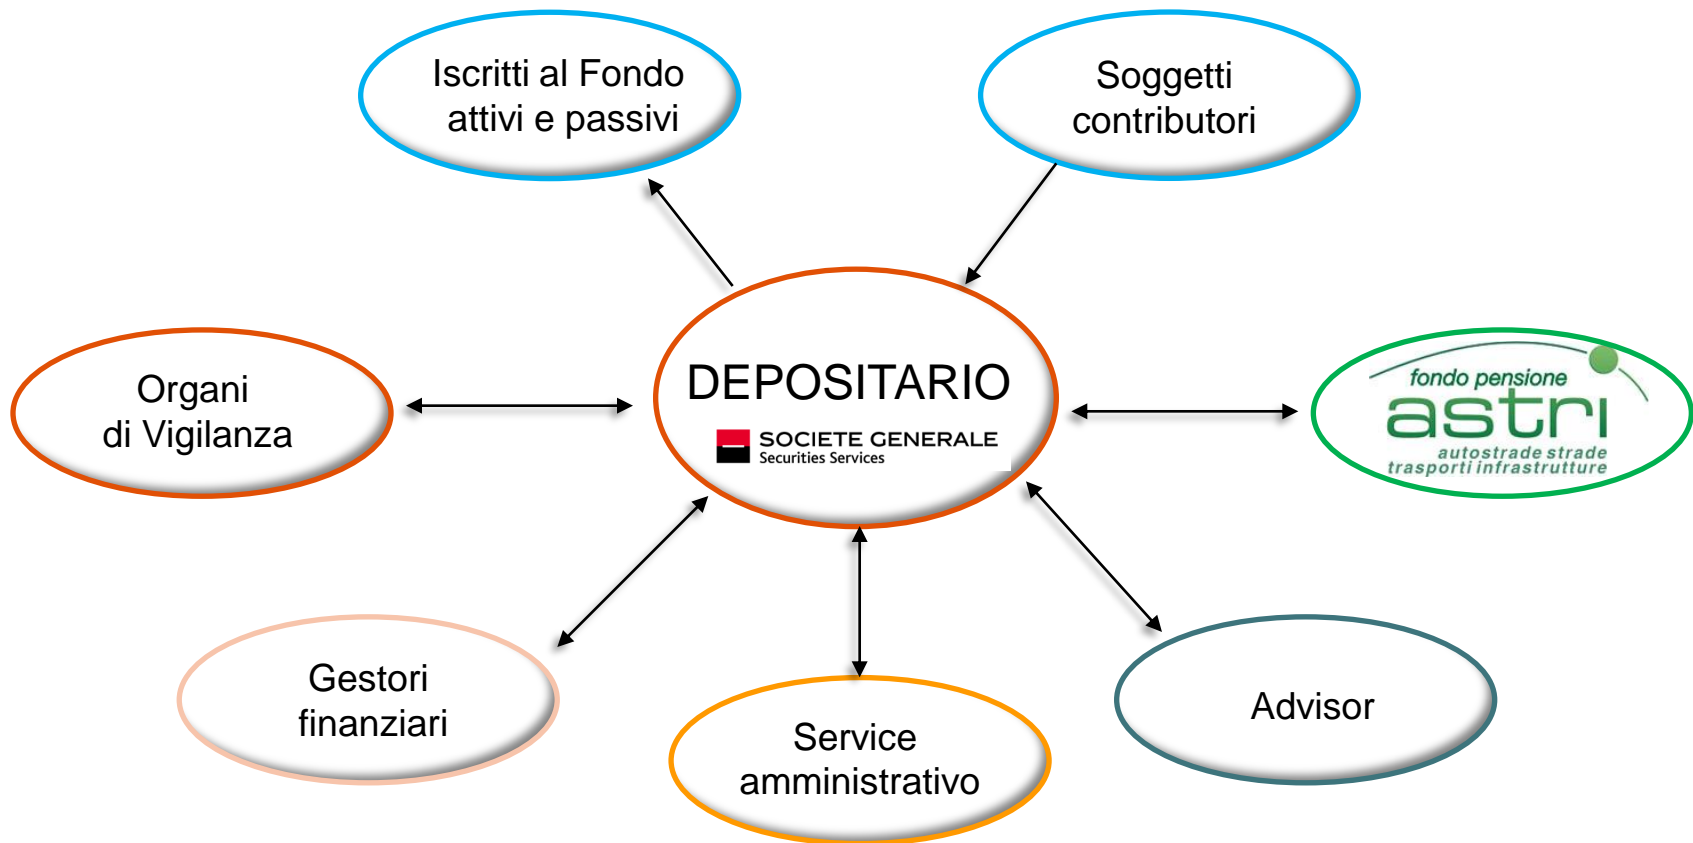 Iscritti al Fondo
attivi e passivi
Soggetti
contributori
Organi
di Vigilanza
DEPOSITARIO
SOCIETE GENERALE
Securities Services
fondo pensione
astri
autostrade strade
trasporti infrastrutture
Gestori
finanziari
Service
amministrativo
Advisor